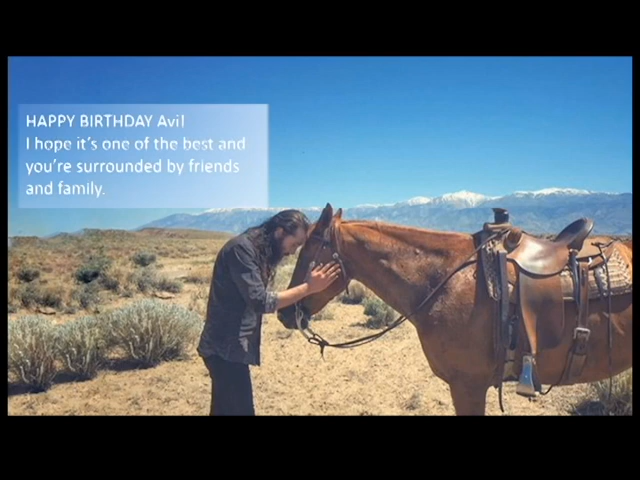 HAPPY BIRTHDAY Avi!
I hope it's one of the best and
you're surrounded by friends
and family.